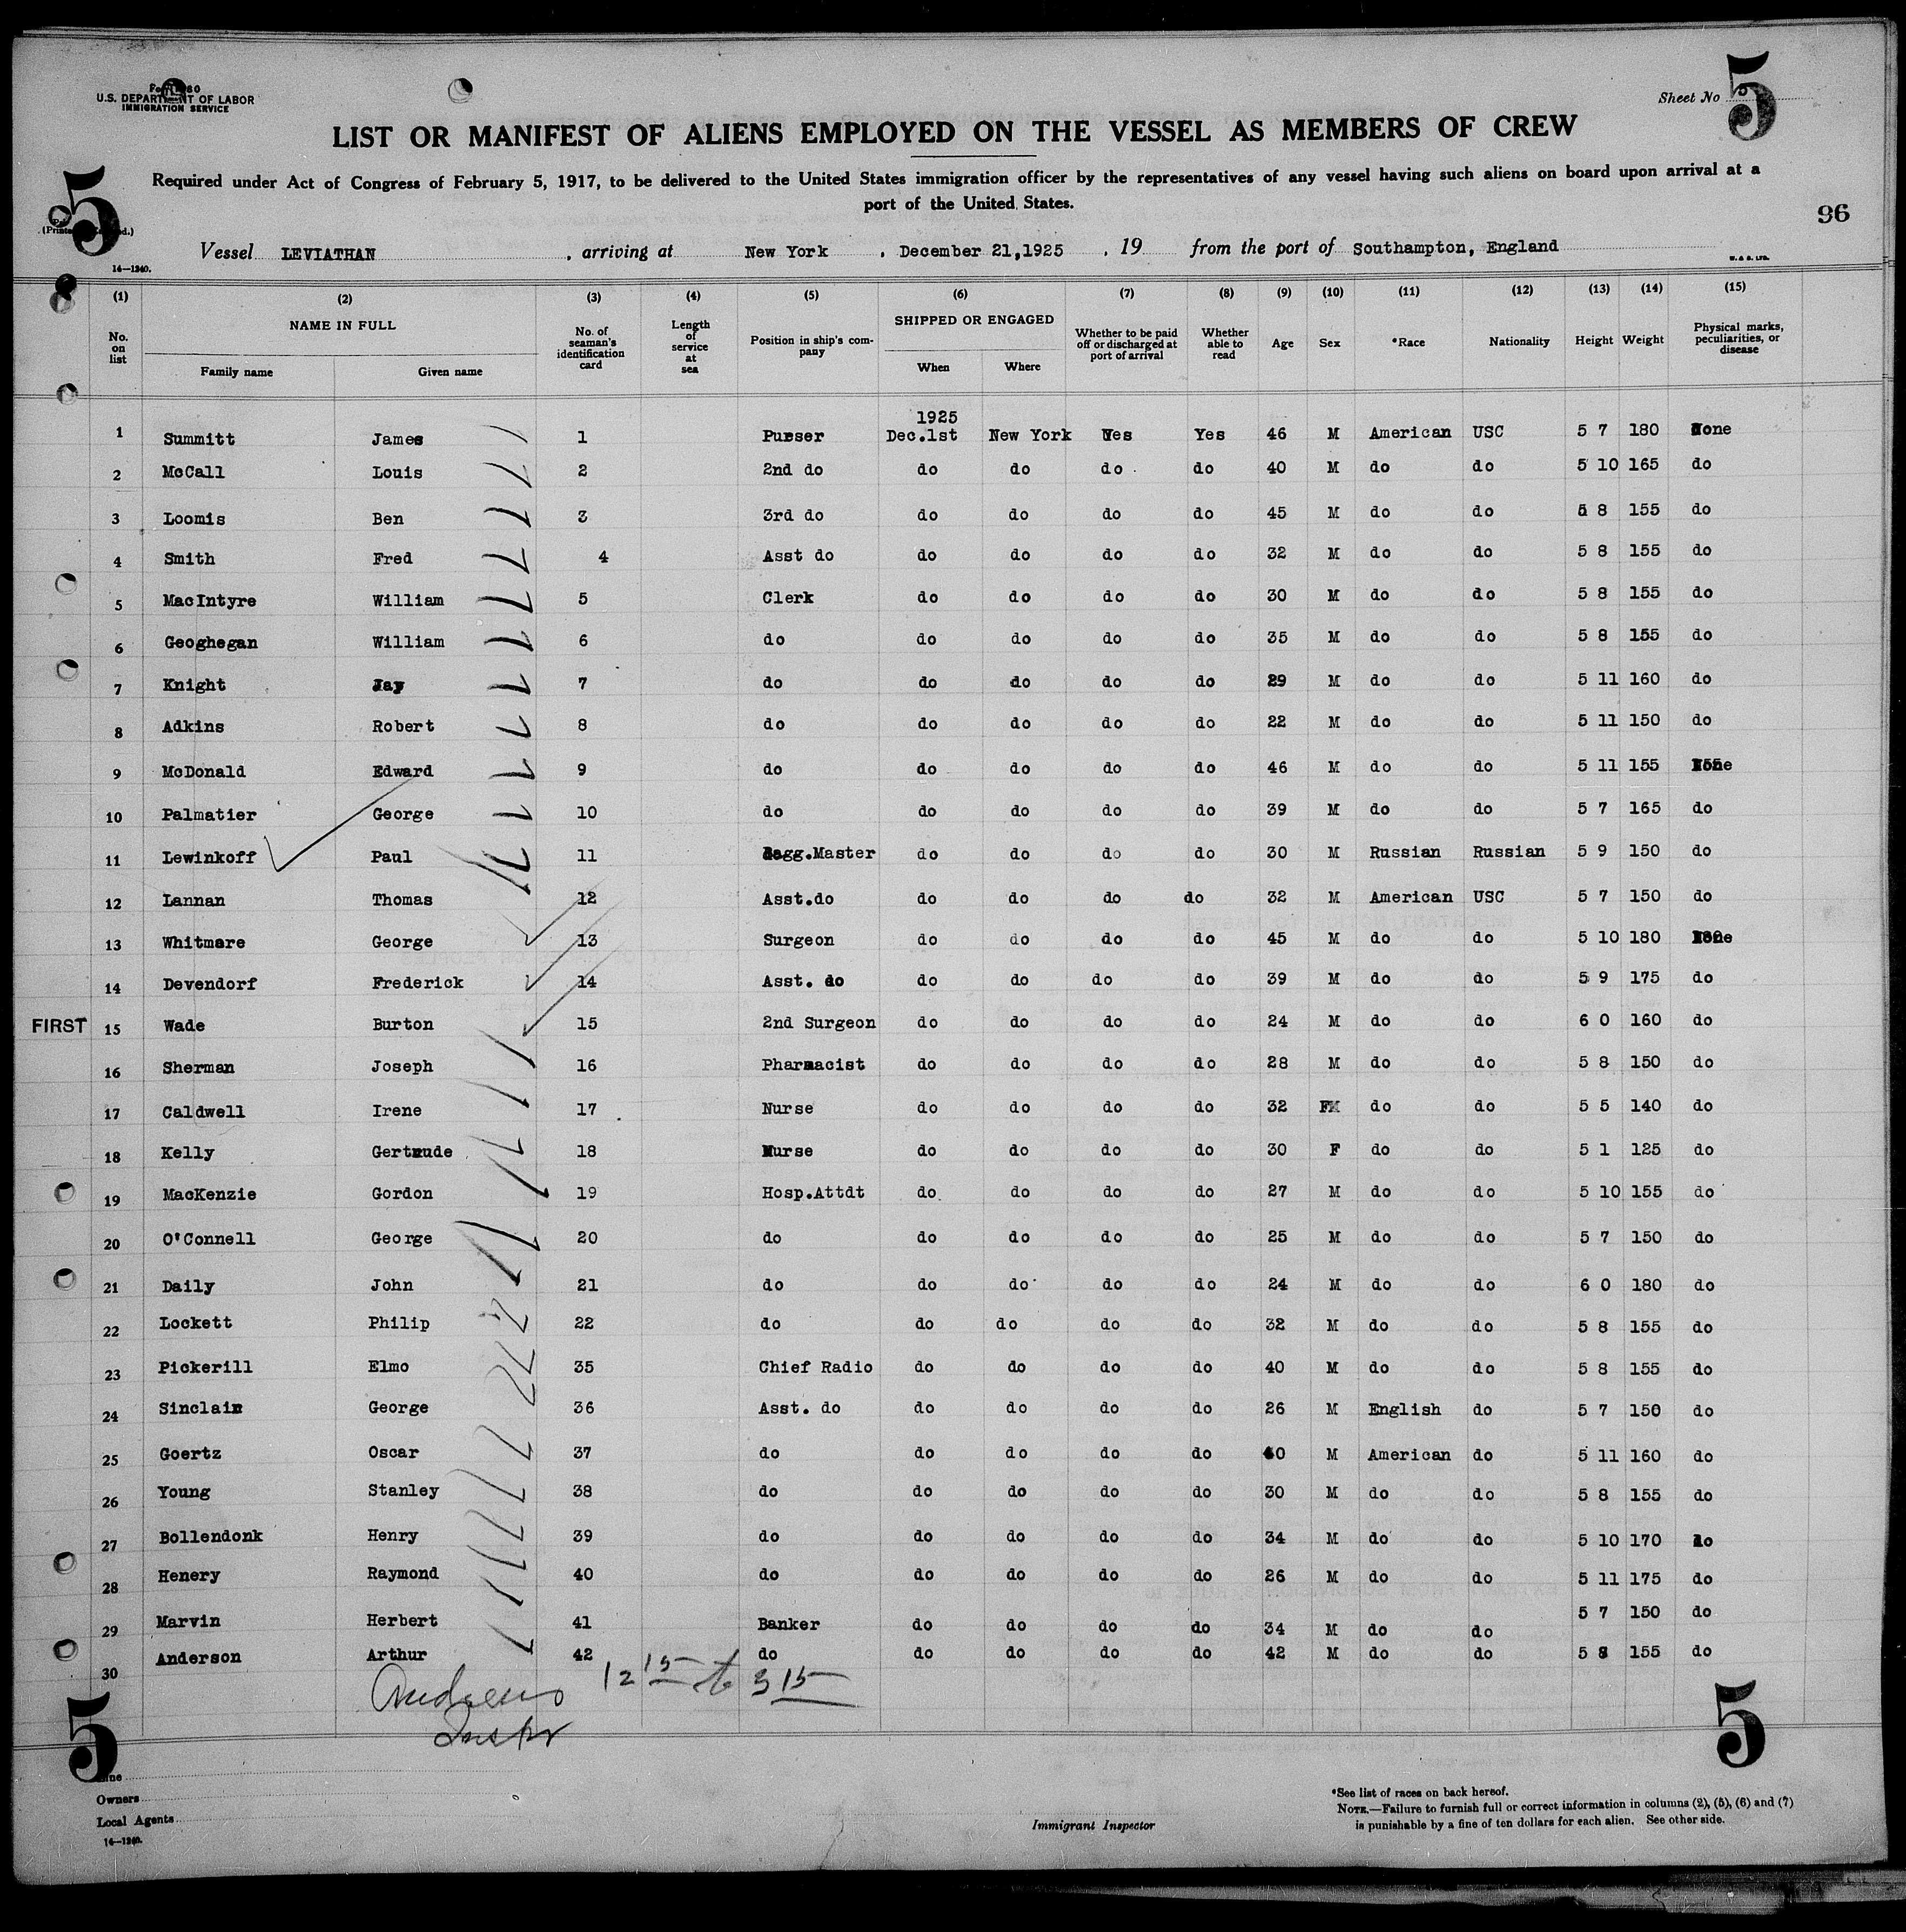 U.S. DEPARTMENT OF LABOR
IMMIGRATION SERVICE
Sheet No 5
5
LIST OR MANIFEST OF ALIENS EMPLOYED ON THE VESSEL AS MEMBERS OF CREW
Required under Act of Congress of February 5, 1917, to be delivered to the United States immigration officer by the representatives of any vessel having such aliens on board upon arrival at a
port of the United States.
96
5
Vessel LEVIATHAN , arriving at New York , December 21,1925 , 19 from the port of Southampton, England
14—1240.
(1) (2) (3) (4) (5) (6) (7) (8) (9) (10) (11) (12) (13) (14) (15)
No. on list NAME IN FULL Family name Given name No. of seaman's identification card Length of service at sea Position in ship's company SHIPPED OR ENGAGED When Where Whether to be paid off or discharged at port of arrival Whether able to read Age Sex *Race Nationality Height Weight Physical marks, peculiarities, or disease
1925
1 Summitt James 1 Purser Dec.1st New York Yes Yes 46 M American USC 5 7 180 None
2 McCall Louis 2 2nd do do do do do 40 M do do 5 10 165 do
3 Loomis Ben 3 3rd do do do do do 45 M do do 5 8 155 do
4 Smith Fred 4 Asst do do do do do 32 M do do 5 8 155 do
5 MacIntyre William 5 Clerk do do do do 30 M do do 5 8 155 do
6 Geoghegan William 6 do do do do do 35 M do do 5 8 155 do
7 Knight Jay 7 do do do do do 29 M do do 5 11 160 do
8 Adkins Robert 8 do do do do do 22 M do do 5 11 150 do
9 McDonald Edward 9 do do do do do 46 M do do 5 11 155 None
10 Palmatier George 10 do do do do do 39 M do do 5 7 165 do
11 Lewinkoff Paul 11 Bagg.Master do do do do 30 M Russian Russian 5 9 150 do
12 Lannan Thomas 12 Asst.do do do do do 32 M American USC 5 7 150 do
13 Whitmare George 13 Surgeon do do do do 45 M do do 5 10 180 None
14 Devendorf Frederick 14 Asst. do do do do do 39 M do do 5 9 175 do
FIRST 15 Wade Burton 15 2nd Surgeon do do do do 24 M do do 6 0 160 do
16 Sherman Joseph 16 Pharmacist do do do do 28 M do do 5 8 150 do
17 Caldwell Irene 17 Nurse do do do do 32 F do do 5 5 140 do
18 Kelly Gertrude 18 Nurse do do do do 30 F do do 5 1 125 do
19 MacKenzie Gordon 19 Hosp.Attdt do do do do 27 M do do 5 10 155 do
20 O'Connell George 20 do do do do do 25 M do do 5 7 150 do
21 Daily John 21 do do do do do 24 M do do 6 0 180 do
22 Lockett Philip 22 do do do do do 32 M do do 5 8 155 do
23 Pickerill Elmo 35 Chief Radio do do do do 40 M do do 5 8 155 do
24 Sinclair George 36 Asst. do do do do do 26 M English do 5 7 150 do
25 Goertz Oscar 37 do do do do do 40 M American do 5 11 160 do
26 Young Stanley 38 do do do do do 30 M do do 5 8 155 do
27 Bollendonk Henry 39 do do do do do 34 M do do 5 10 170 do
28 Henery Raymond 40 do do do do do 26 M do do 5 11 175 do
29 Marvin Herbert 41 Banker do do do do 34 M do do 5 7 150 do
30 Anderson Arthur 42 do do do do do 42 M do do 5 8 155 do
Andrews 12 15 to 3 15
Inspr
5
5
Line
Owners
Local Agents
14—1240.
Immigrant Inspector
*See list of races on back hereof.
NOTE.—Failure to furnish full or correct information in columns (2), (5), (6) and (7)
is punishable by a fine of ten dollars for each alien. See other side.